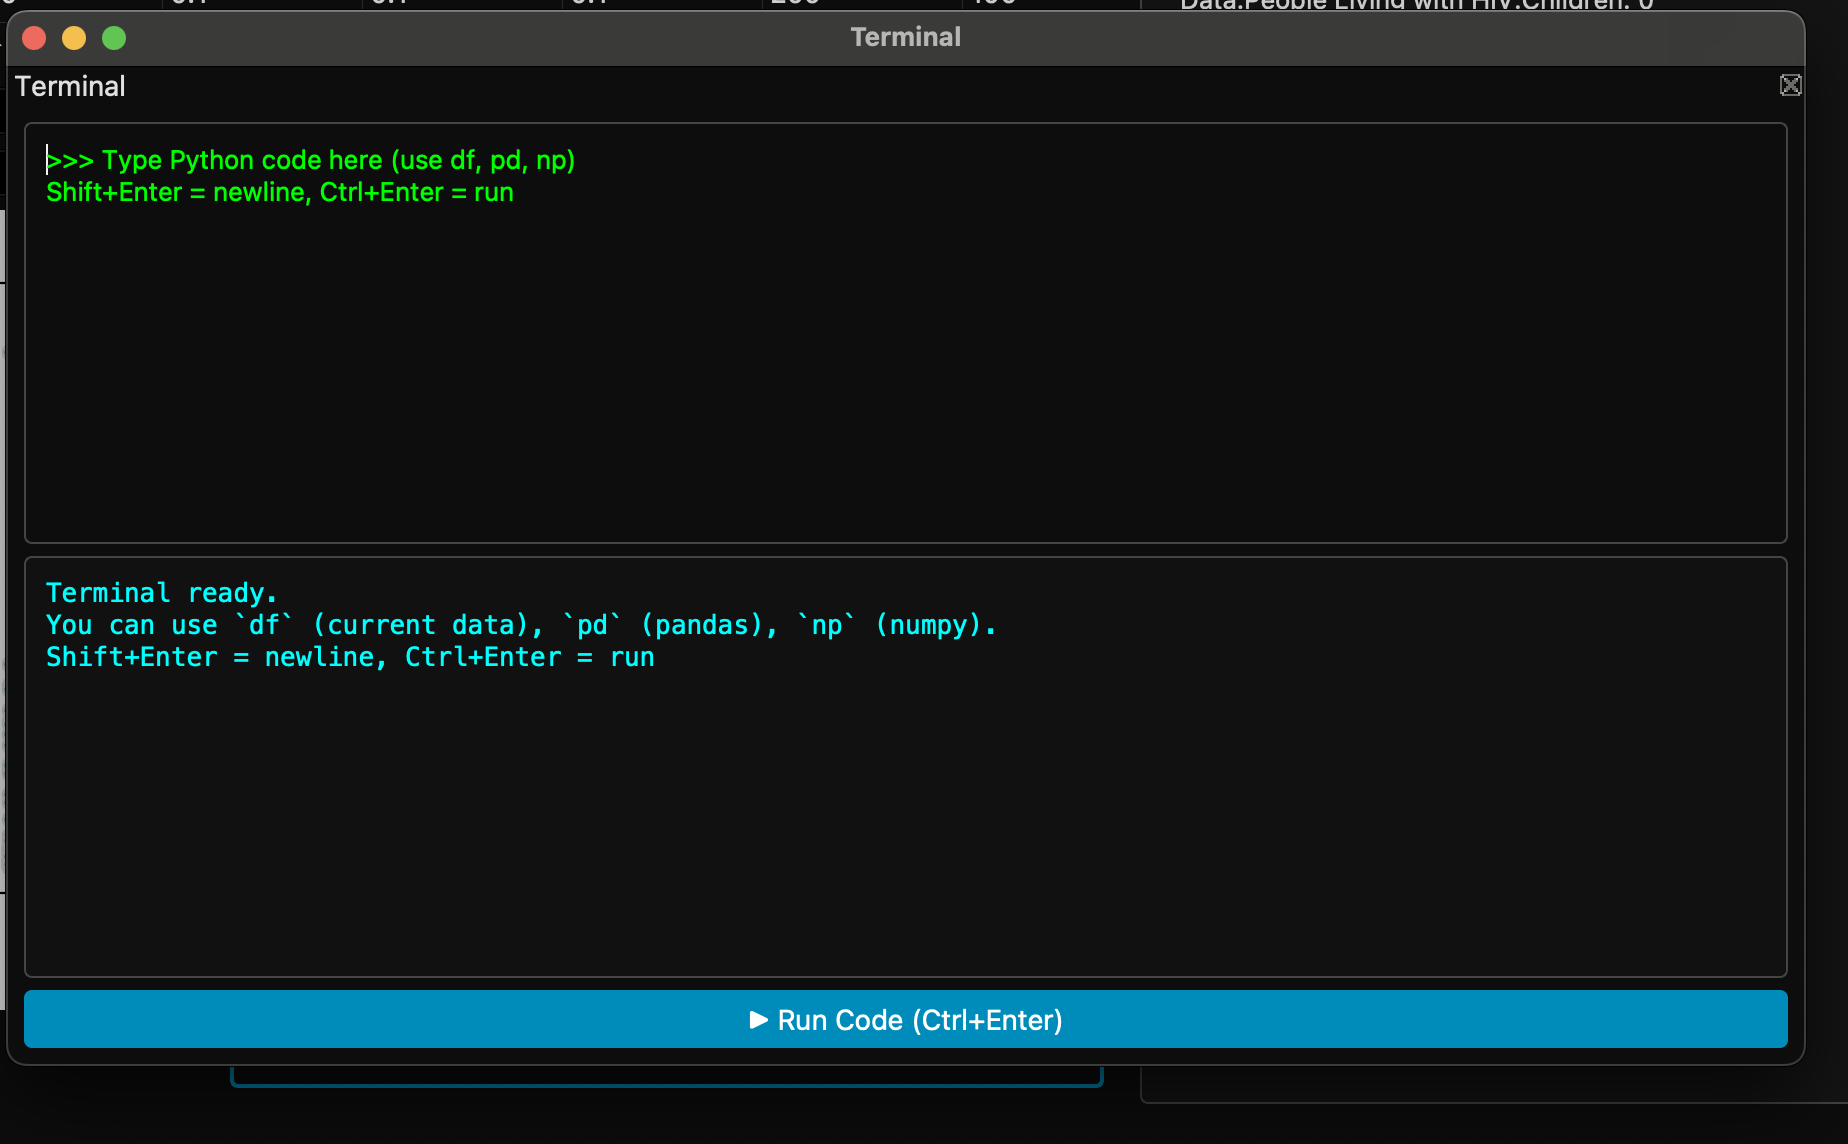 Data.People Living with HIV.Children: 0
Terminal
Terminal
>>> Type Python code here (use df, pd, np)
Shift+Enter = newline, Ctrl+Enter = run
Terminal ready.
You can use `df` (current data), `pd` (pandas), `np` (numpy).
Shift+Enter = newline, Ctrl+Enter = run
▶ Run Code (Ctrl+Enter)